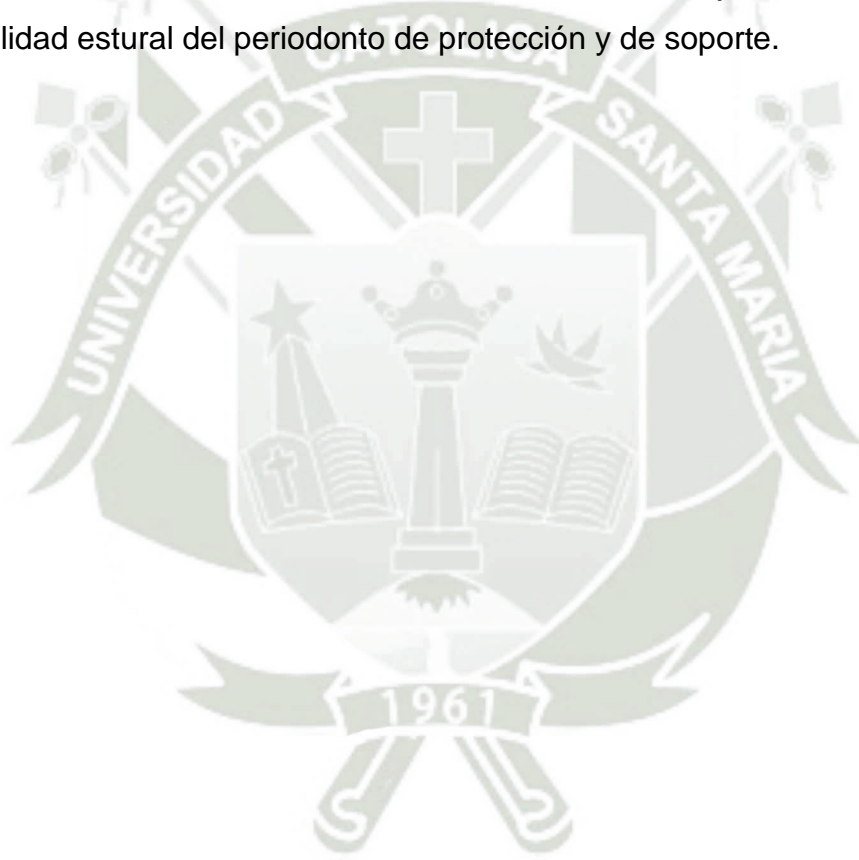 lidad estural del periodonto de protección y de soporte.
UNIVERSIDAD CATOLICA SANTA MARIA
1961